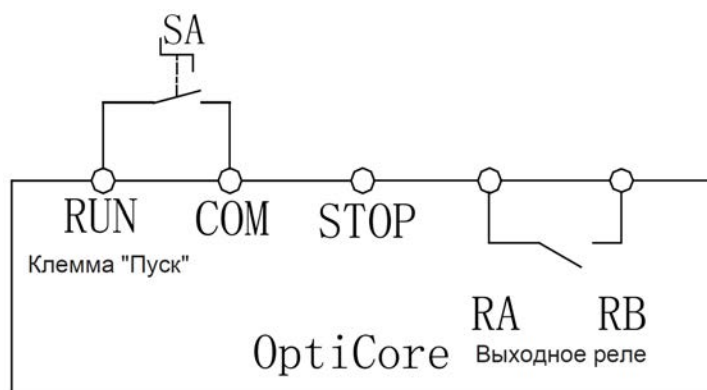 SA
RUN COM STOP
Клемма "Пуск"
RA RB
OptiCore Выходное реле